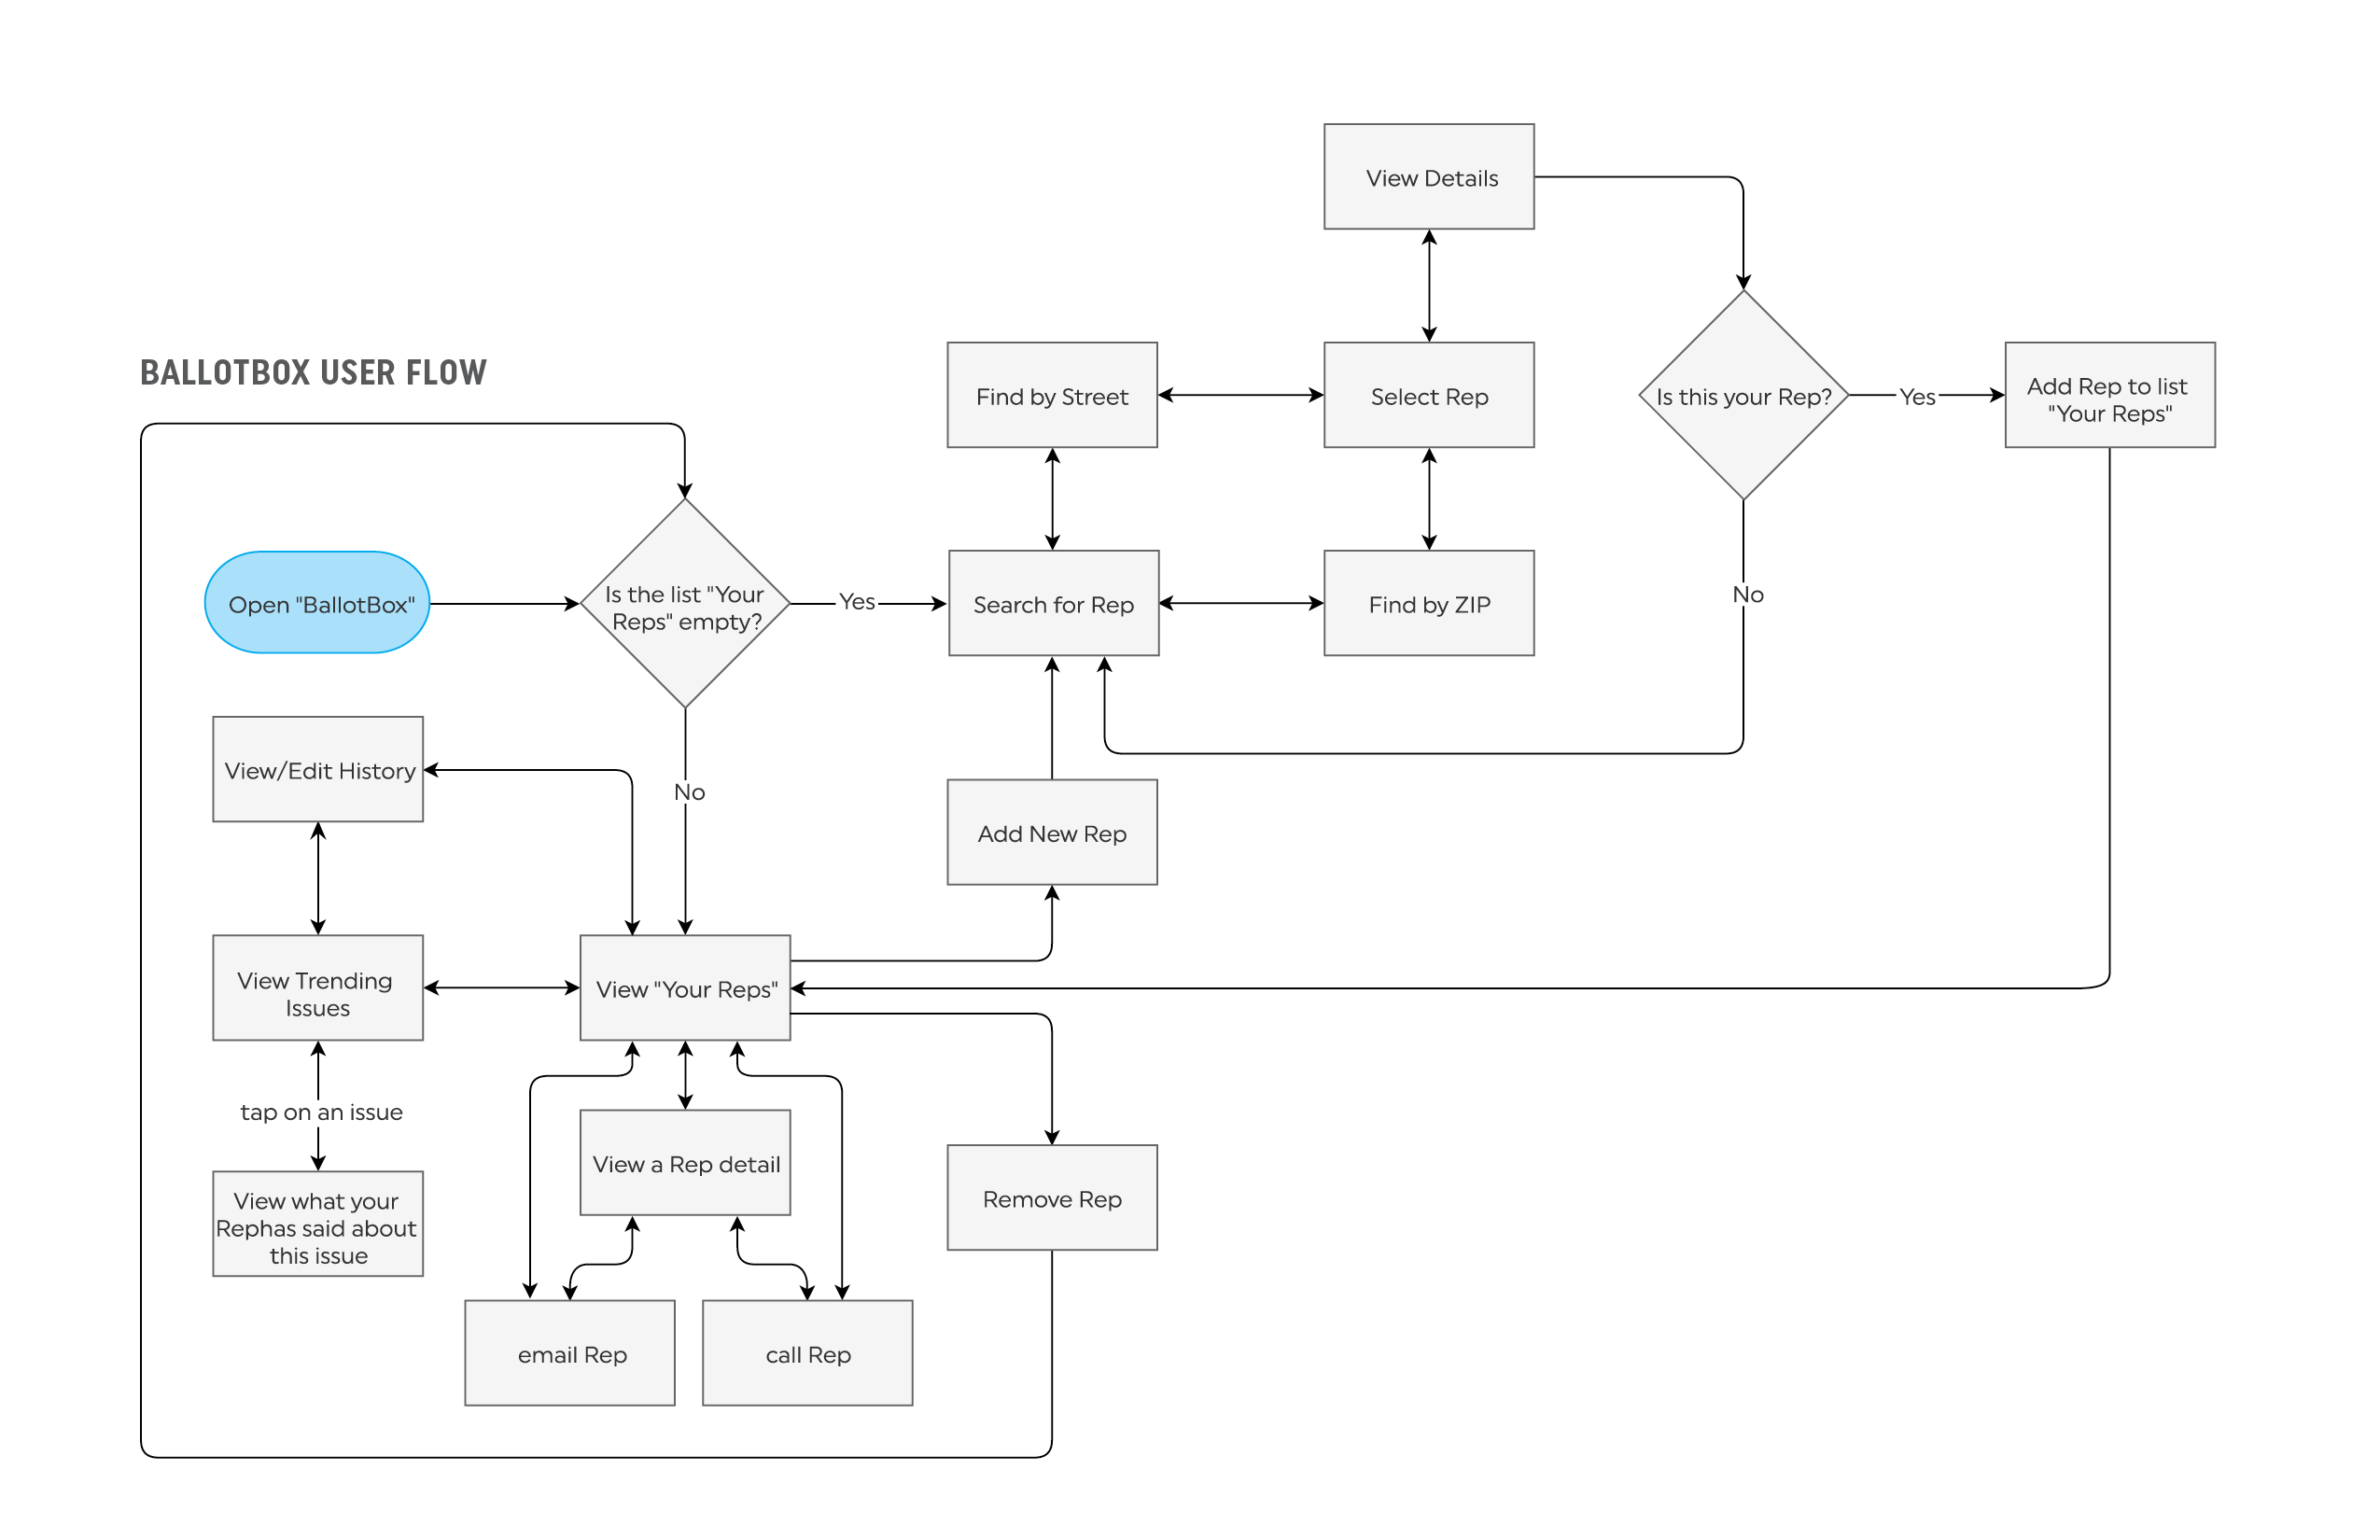 View Details
BALLOTBOX USER FLOW
Find by Street
Select Rep
Is this your Rep?
Yes
Add Rep to list
"Your Reps"
Open "BallotBox"
Is the list "Your
Reps" empty?
Yes
Search for Rep
Find by ZIP
No
View/Edit History
No
Add New Rep
View Trending
Issues
View "Your Reps"
tap on an issue
View a Rep detail
View what your
Rephas said about
this issue
Remove Rep
email Rep
call Rep